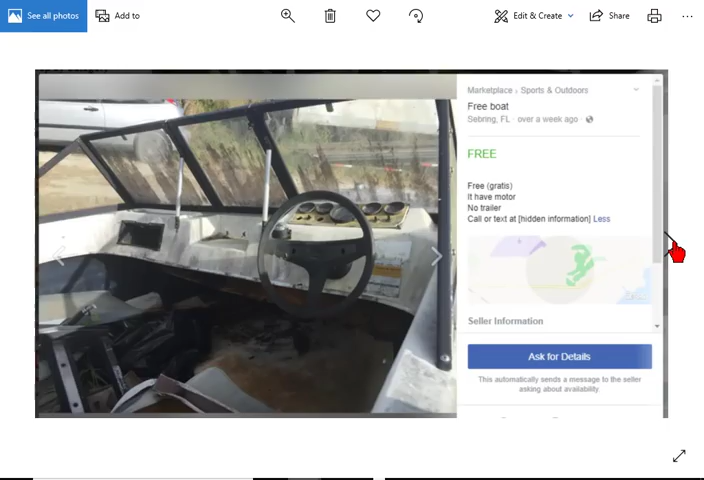 See all photos
Add to
Edit & Create
Share
Marketplace › Sports & Outdoors
Free boat
Sebring, FL · over a week ago ·
FREE
Free (gratis)
It have motor
No trailer
Call or text at [hidden information] Less
Seller Information
Ask for Details
This automatically sends a message to the seller
asking about availability.